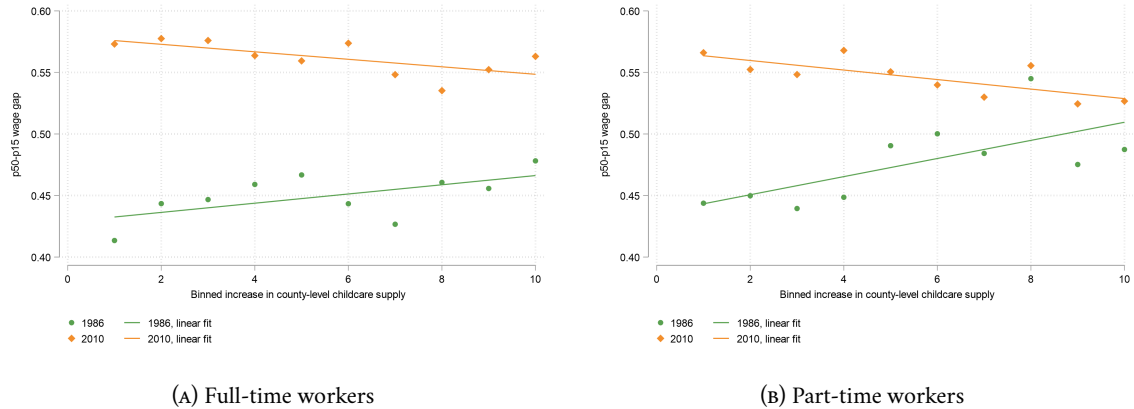 0.60
0.55
0.50
0.45
0.40
p50-p15 wage gap
0 2 4 6 8 10
Binned increase in county-level childcare supply
1986 1986, linear fit
2010 2010, linear fit
(A) Full-time workers
0.60
0.55
0.50
0.45
0.40
p50-p15 wage gap
0 2 4 6 8 10
Binned increase in county-level childcare supply
1986 1986, linear fit
2010 2010, linear fit
(B) Part-time workers